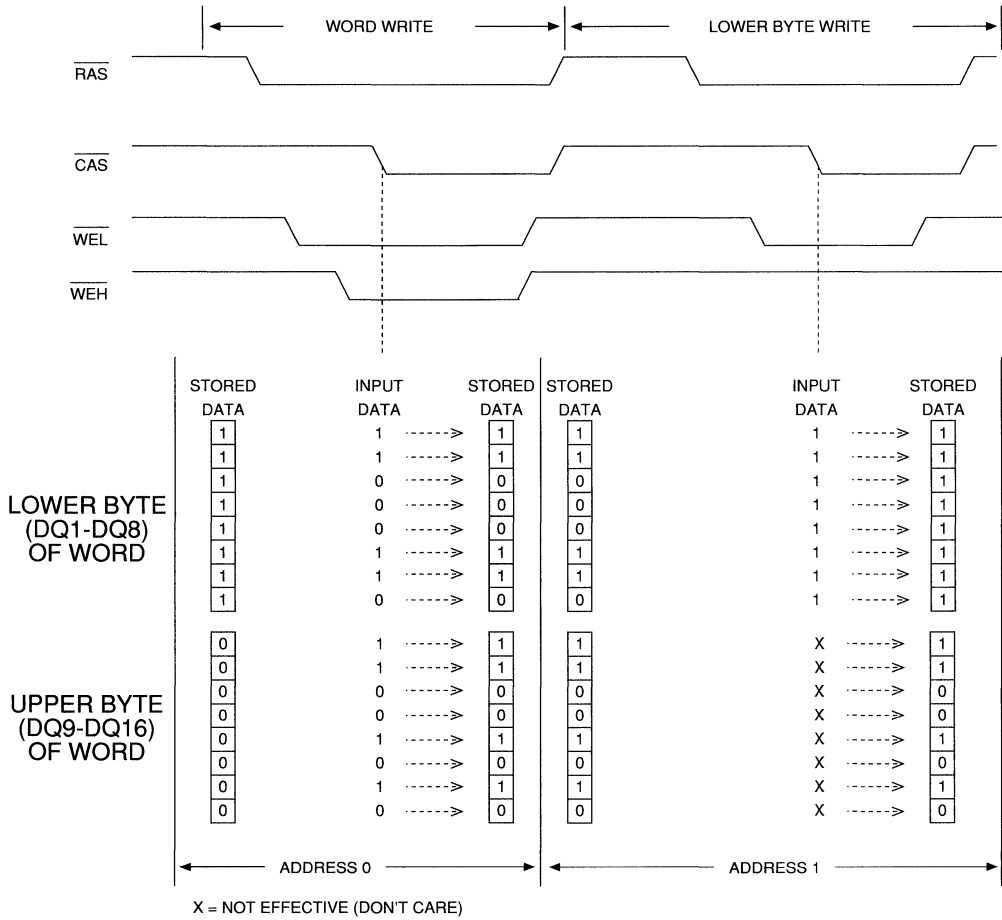 WORD WRITE LOWER BYTE WRITE
RAS
CAS
WEL
WEH
STORED INPUT STORED STORED INPUT STORED
DATA DATA DATA DATA DATA DATA
1 1 1 1 1 1
1 1 1 1 1 1
1 0 0 0 1 1
1 0 0 0 1 1
1 0 0 0 1 1
1 1 1 1 1 1
1 1 1 1 1 1
1 0 0 0 1 1
LOWER BYTE
(DQ1-DQ8)
OF WORD
0 1 1 1 X 1
0 1 1 1 X 1
0 0 0 0 X 0
0 0 0 0 X 0
0 1 1 1 X 1
0 0 0 0 X 0
0 1 1 1 X 1
0 0 0 0 X 0
UPPER BYTE
(DQ9-DQ16)
OF WORD
ADDRESS 0 ADDRESS 1
X = NOT EFFECTIVE (DON'T CARE)